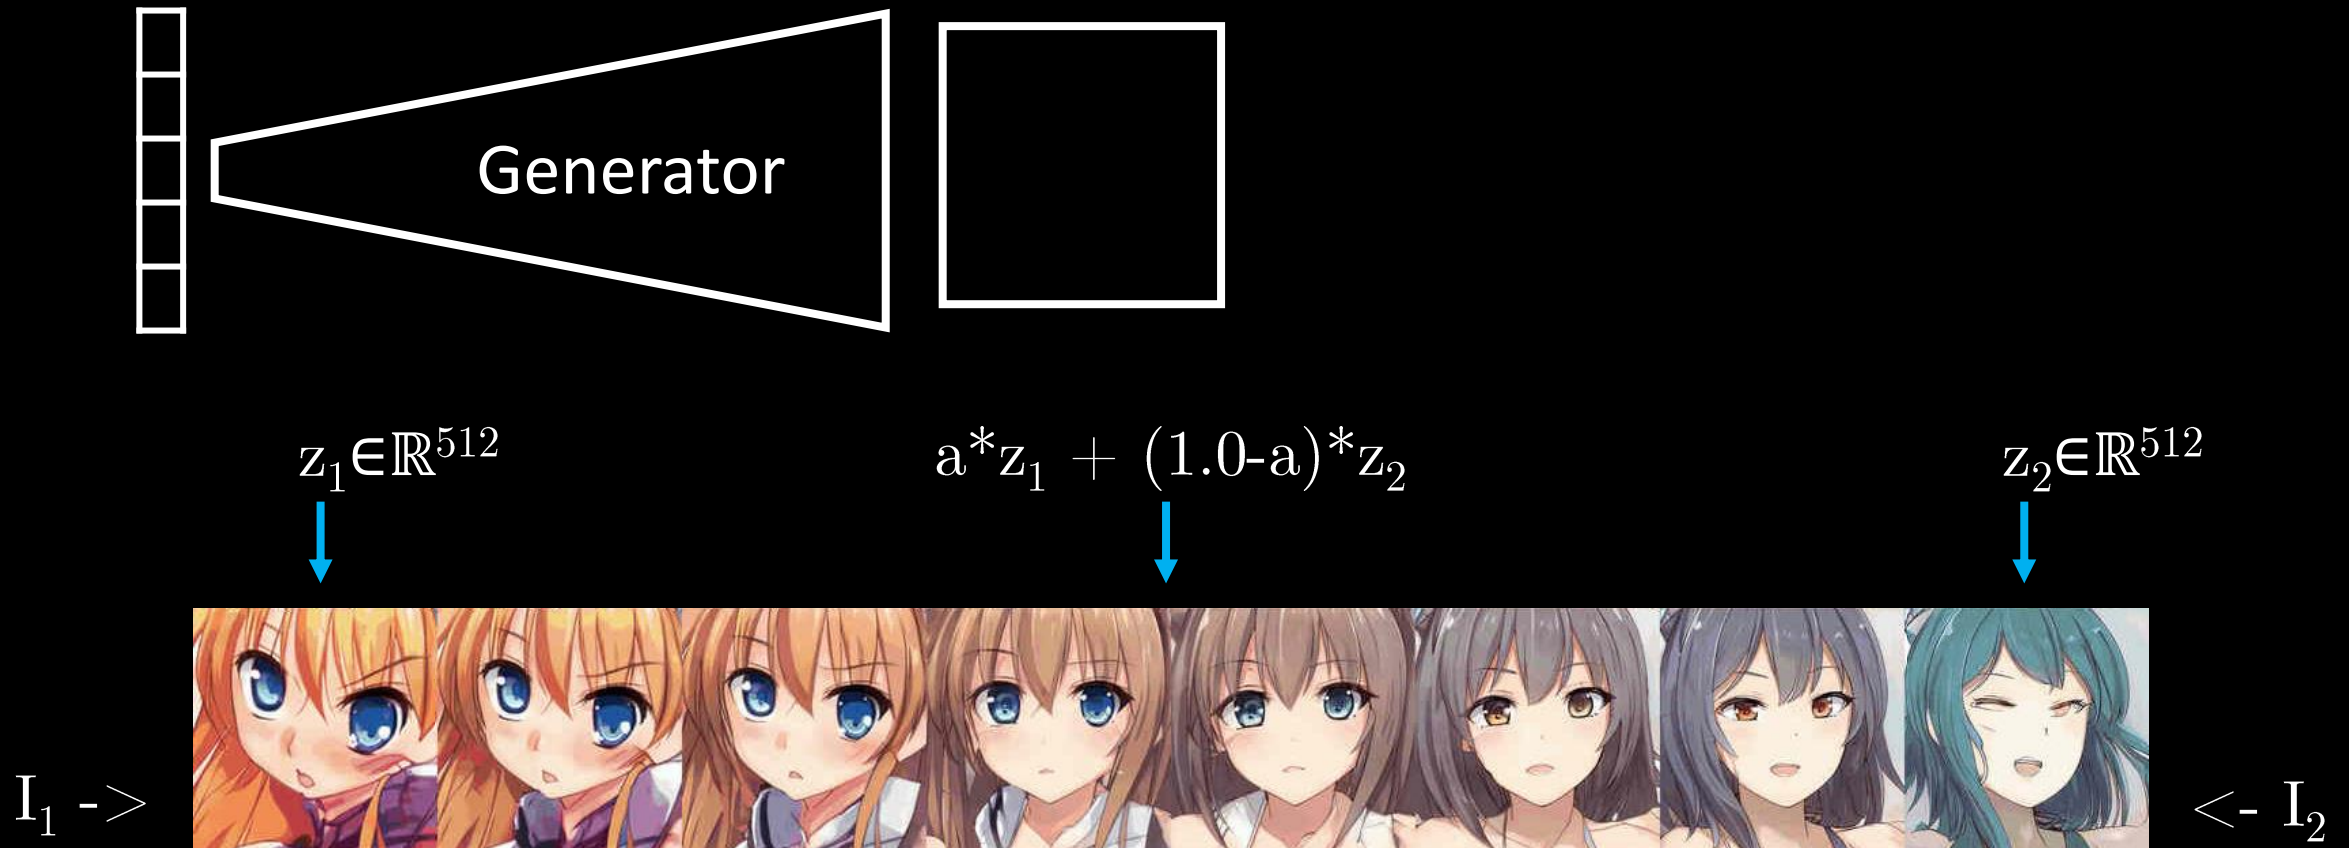 Generator
z₁∈ℝ⁵¹²
a*z₁ + (1.0-a)*z₂
z₂∈ℝ⁵¹²
I₁ ->
<- I₂